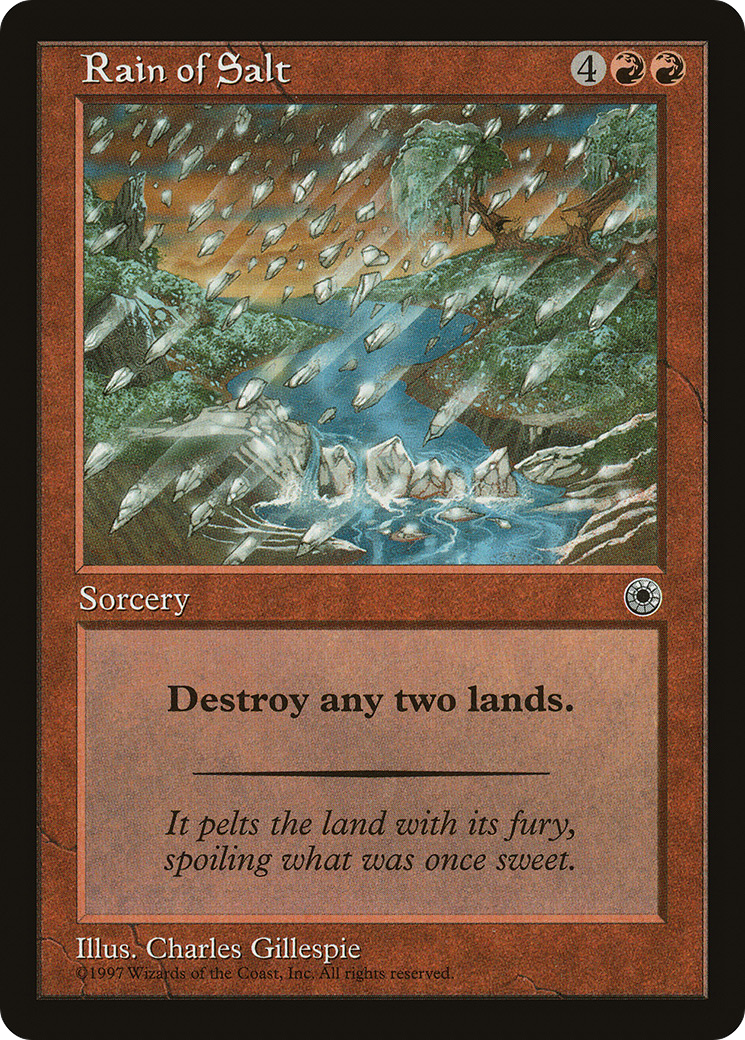 Rain of Salt
4
Sorcery
Destroy any two lands.
It pelts the land with its fury,
spoiling what was once sweet.
Illus. Charles Gillespie
©1997 Wizards of the Coast, Inc. All rights reserved.